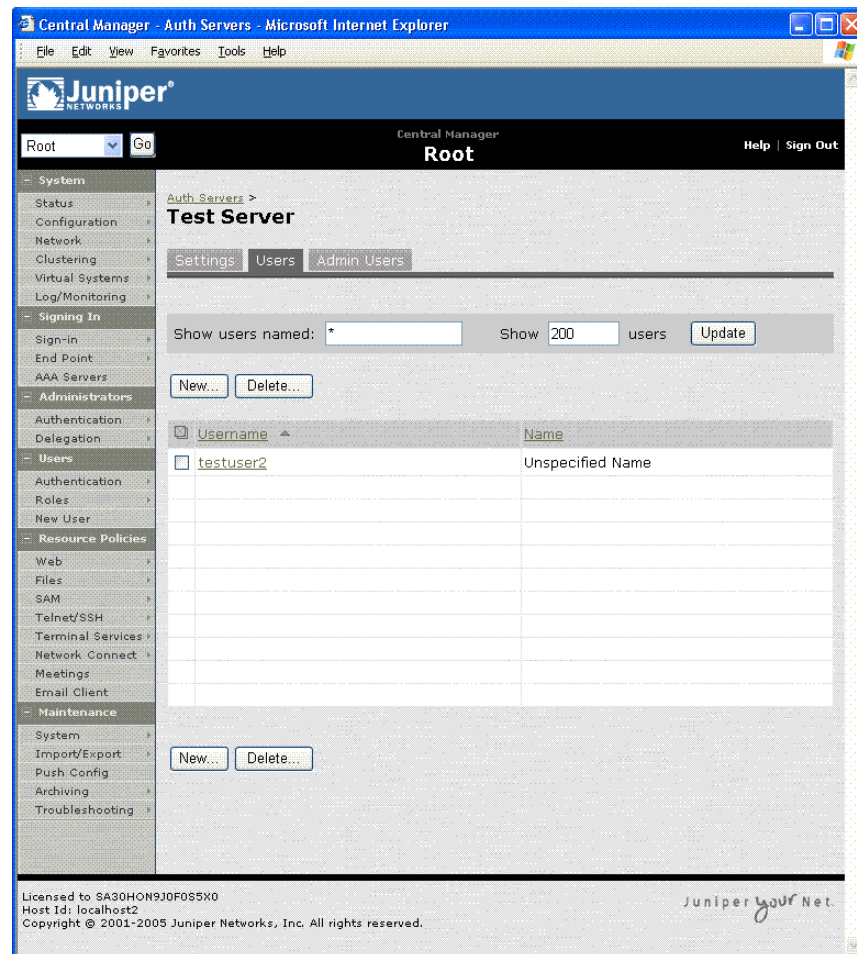 Central Manager - Auth Servers - Microsoft Internet Explorer
File Edit View Favorites Tools Help
Juniper®
NETWORKS
Root Go
Central Manager
Root
Help | Sign Out
System
Status
Configuration
Network
Clustering
Virtual Systems
Log/Monitoring
Signing In
Sign-in
End Point
AAA Servers
Administrators
Authentication
Delegation
Users
Authentication
Roles
New User
Resource Policies
Web
Files
SAM
Telnet/SSH
Terminal Services
Network Connect
Meetings
Email Client
Maintenance
System
Import/Export
Push Config
Archiving
Troubleshooting
Auth Servers >
Test Server
Settings Users Admin Users
Show users named: * Show 200 users Update
New... Delete...
Username Name
testuser2 Unspecified Name
New... Delete...
Licensed to SA30HON9J0F0S5X0
Host Id: localhost2
Copyright © 2001-2005 Juniper Networks, Inc. All rights reserved.
Juniper your Net.